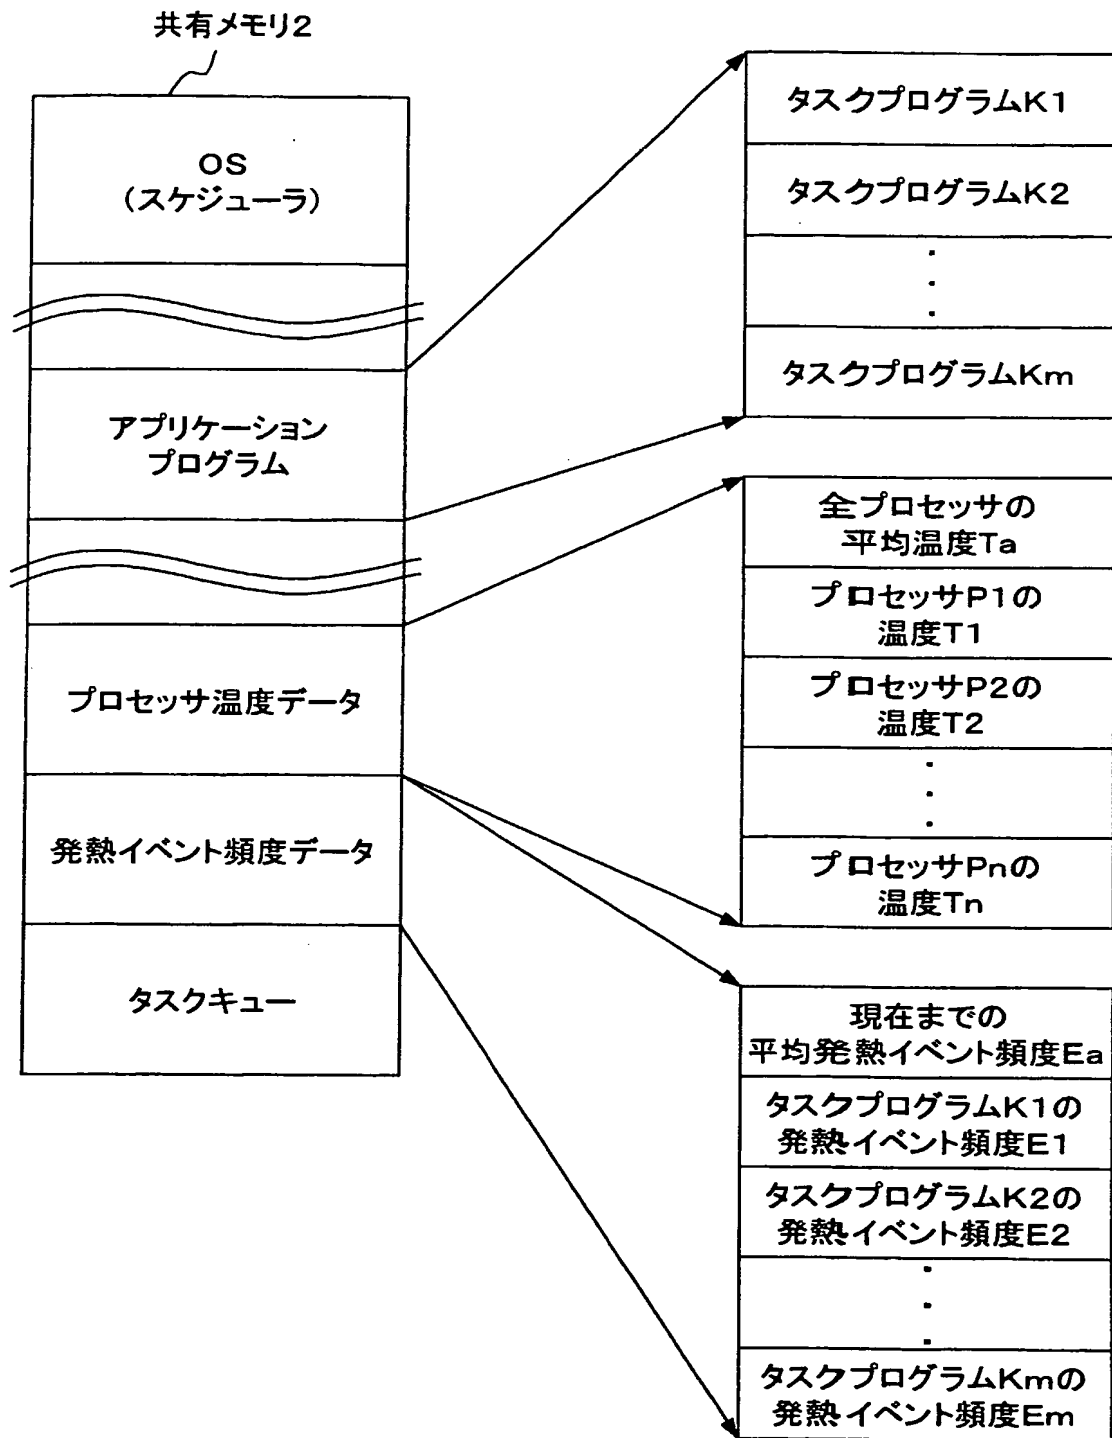 共有メモリ2
OS
(スケジューラ)
アプリケーション
プログラム
プロセッサ温度データ
発熱イベント頻度データ
タスクキュー
タスクプログラムK1
タスクプログラムK2
タスクプログラムKm
全プロセッサの
平均温度Ta
プロセッサP1の
温度T1
プロセッサP2の
温度T2
プロセッサPnの
温度Tn
現在までの
平均発熱イベント頻度Ea
タスクプログラムK1の
発熱イベント頻度E1
タスクプログラムK2の
発熱イベント頻度E2
タスクプログラムKmの
発熱イベント頻度Em